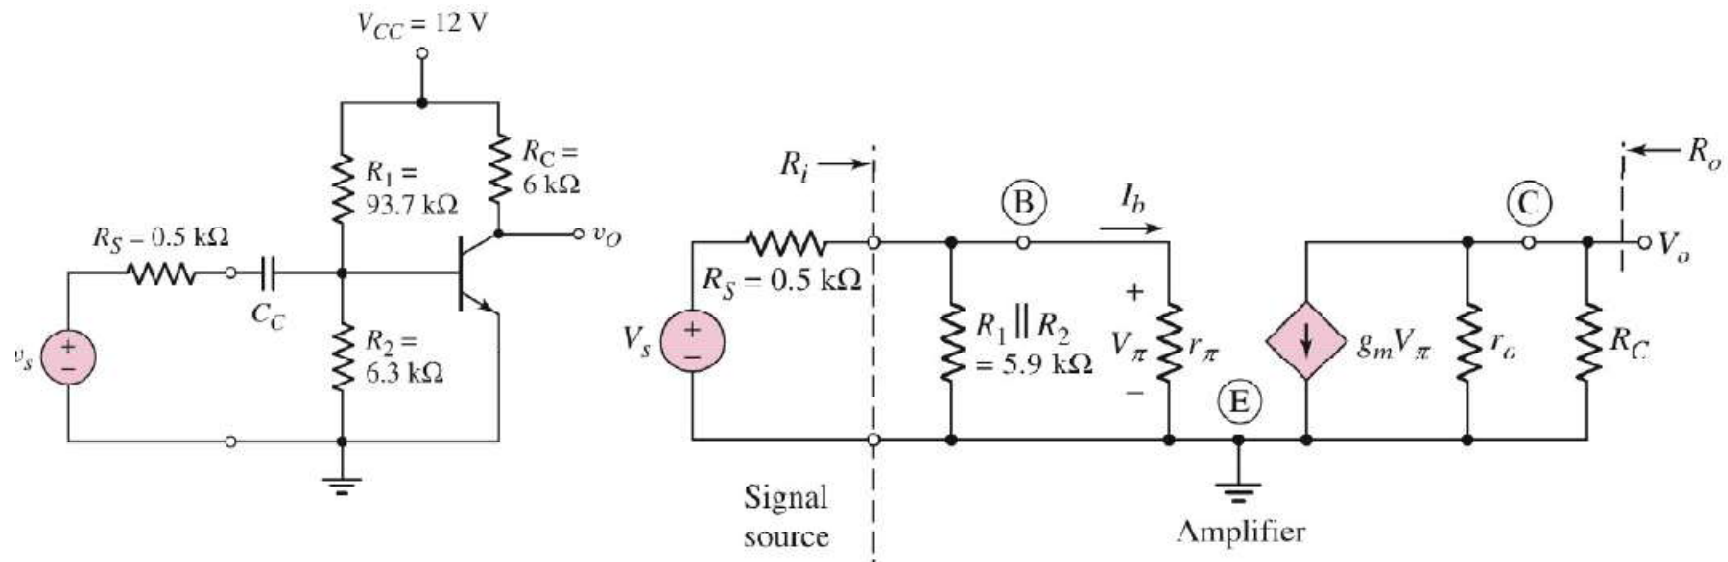 V_CC = 12 V
R_1 =
93.7 kΩ
R_C =
6 kΩ
R_S – 0.5 kΩ
C_C
v_O
v_s
R_2 =
6.3 kΩ
R_i
R_S – 0.5 kΩ
V_s
B
I_b
R_1 || R_2
= 5.9 kΩ
+
V_π
–
r_π
E
g_m V_π
r_o
C
R_C
R_o
V_o
Signal
source
Amplifier